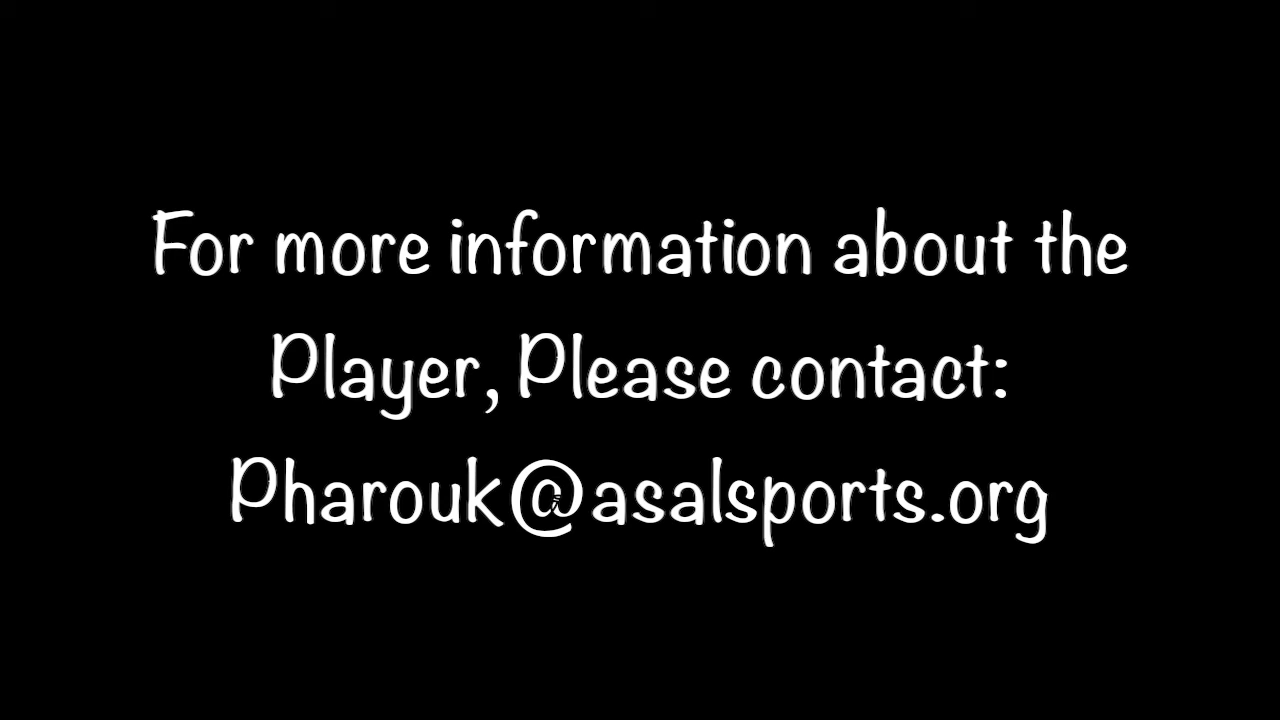 For more information about the
Player, Please contact:
Pharouk@asalsports.org